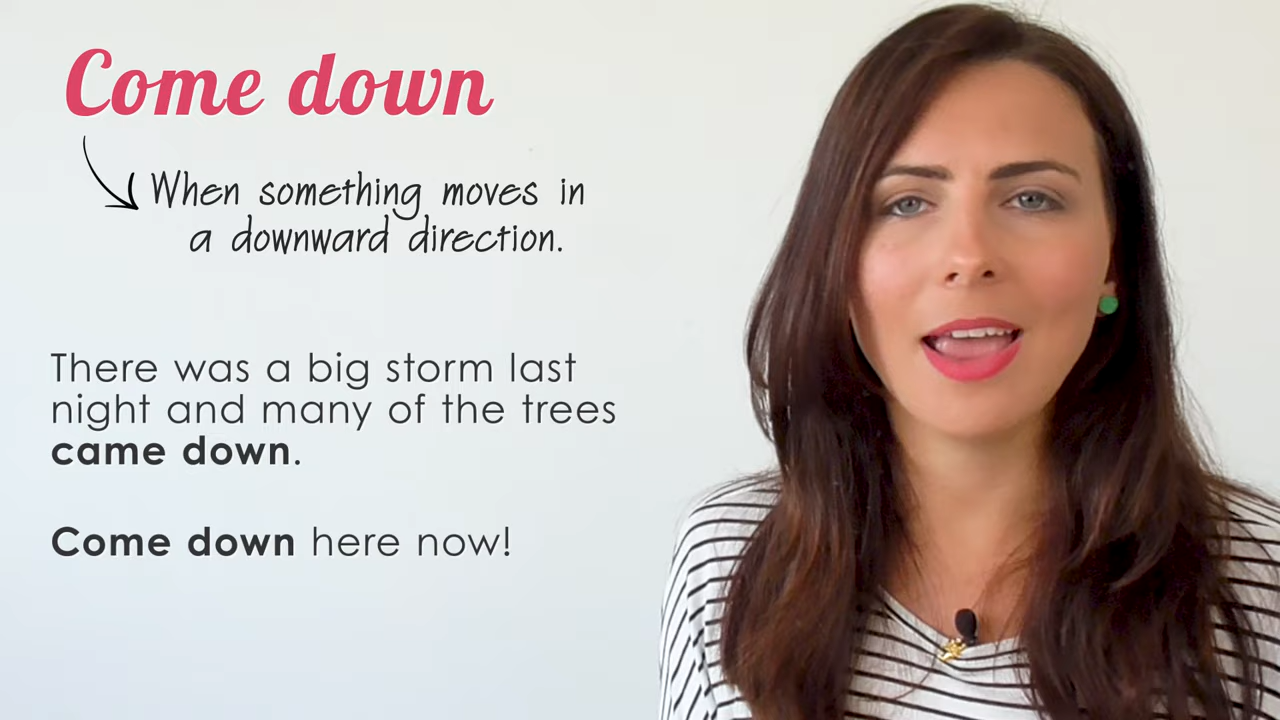 Come down
When something moves in
a downward direction.
There was a big storm last
night and many of the trees
came down.
Come down here now!